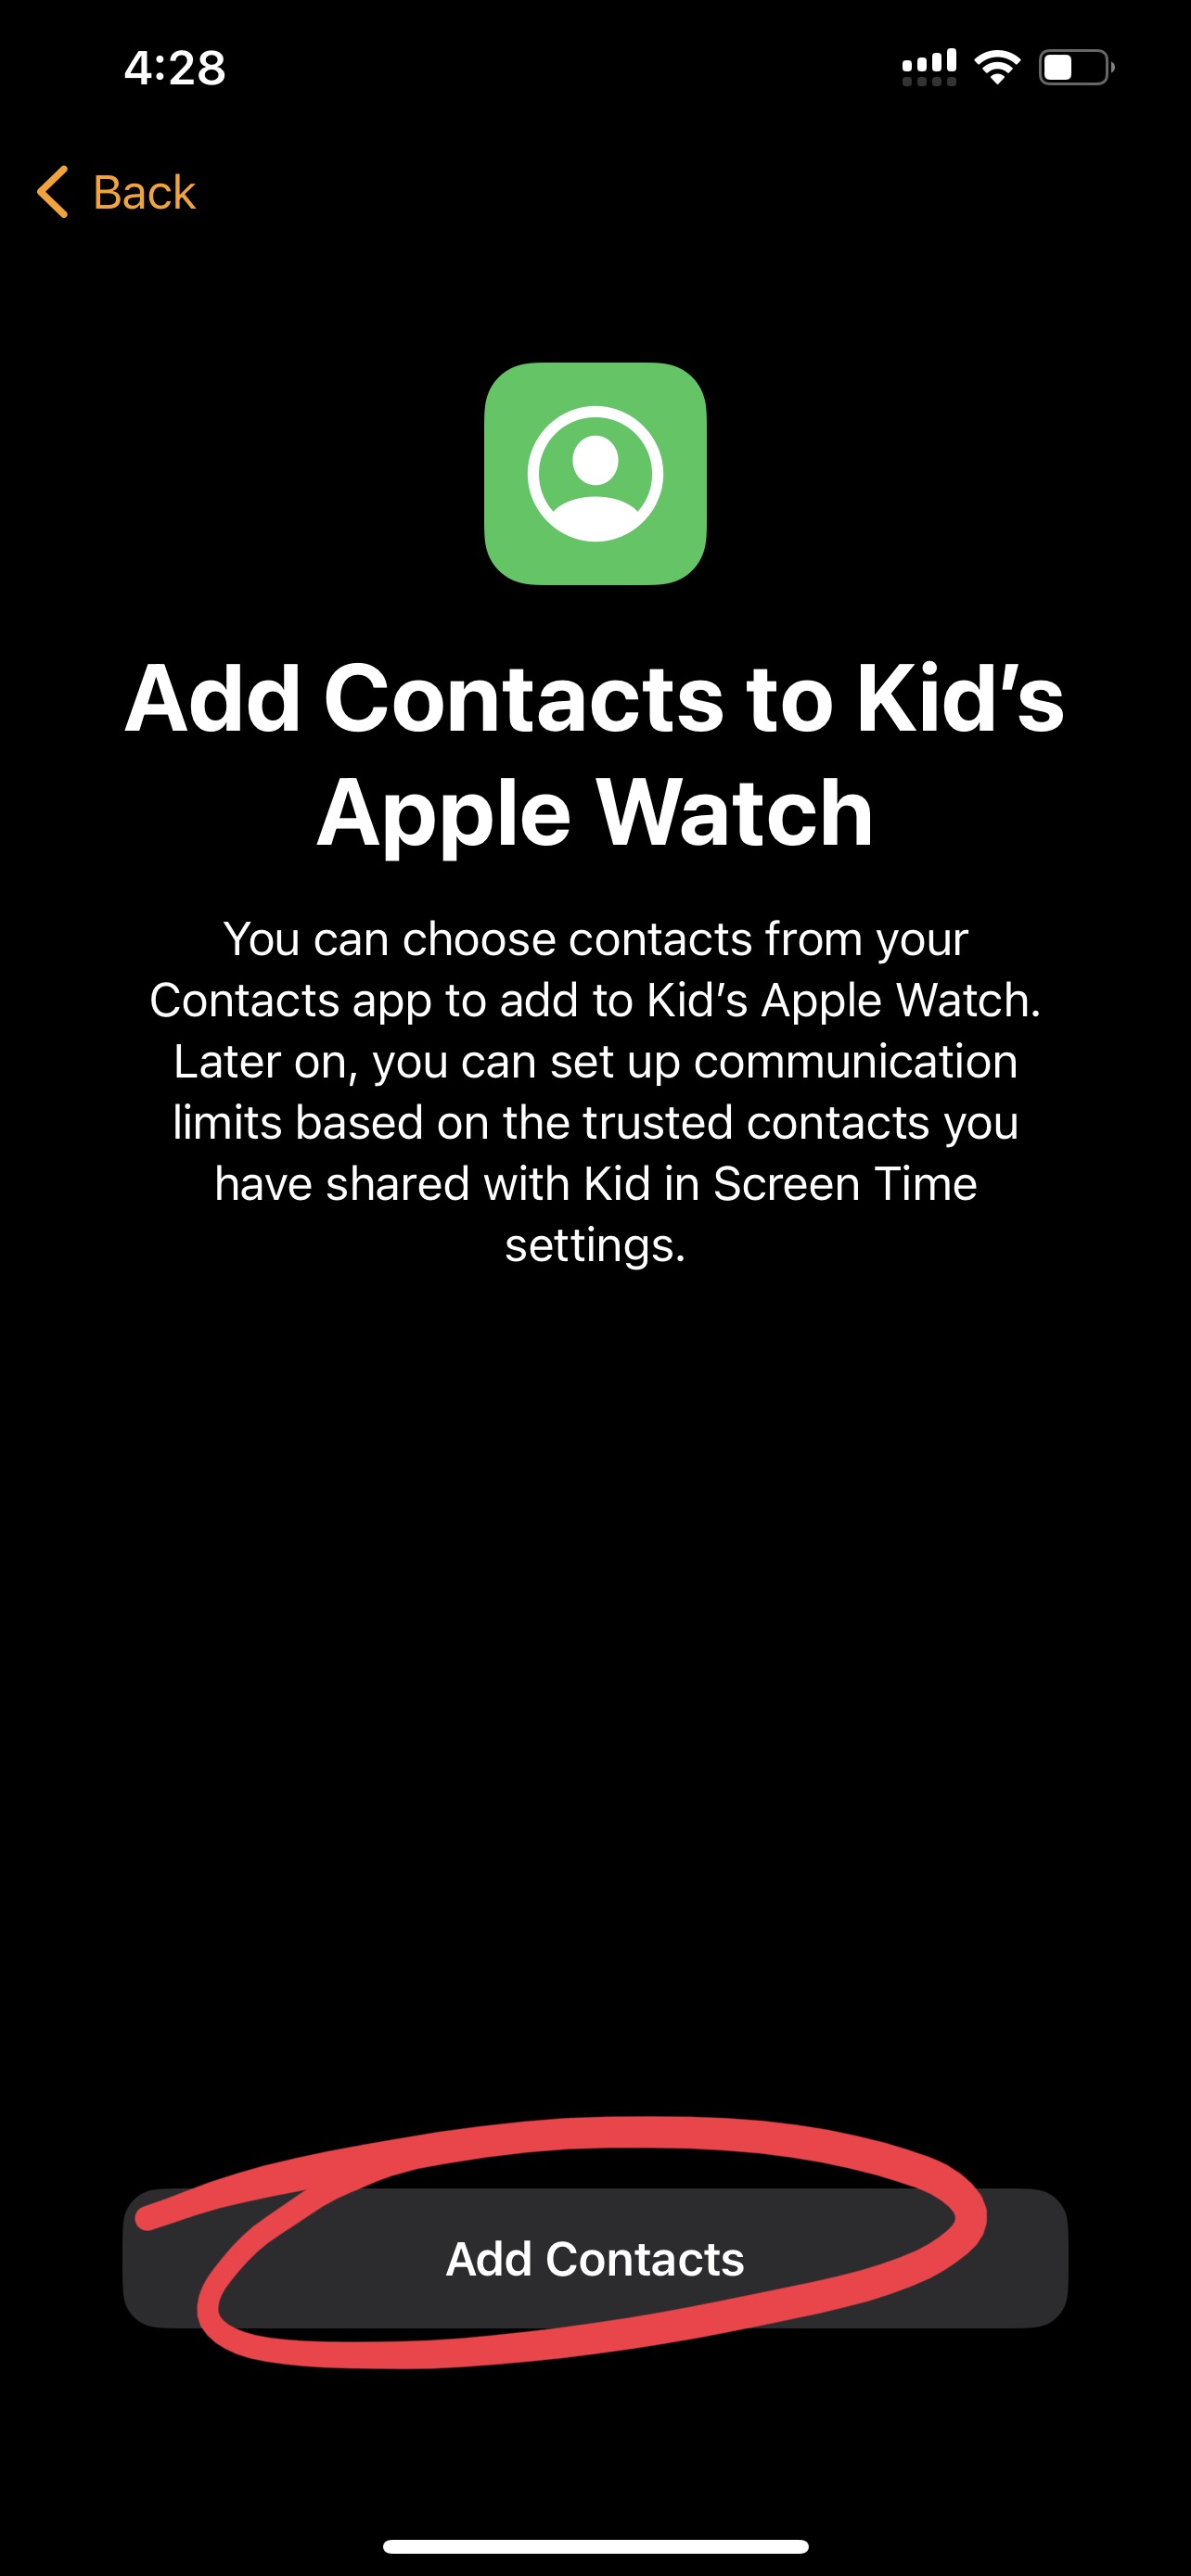 4:28
Back
Add Contacts to Kid’s
Apple Watch
You can choose contacts from your
Contacts app to add to Kid’s Apple Watch.
Later on, you can set up communication
limits based on the trusted contacts you
have shared with Kid in Screen Time
settings.
Add Contacts